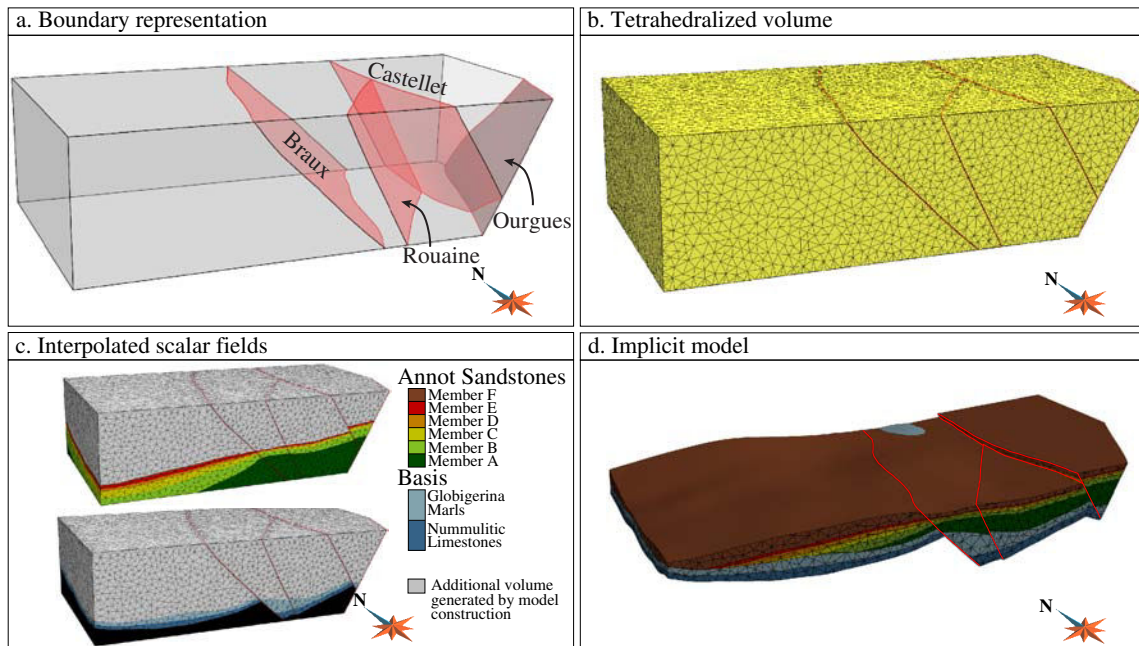 a. Boundary representation
Castellet
Braux
Ourgues
Rouaine
N
b. Tetrahedralized volume
N
c. Interpolated scalar fields
Annot Sandstones
Member F
Member E
Member D
Member C
Member B
Member A
Basis
Globigerina
Marls
Nummulitic
Limestones
Additional volume
generated by model
construction
N
d. Implicit model
N